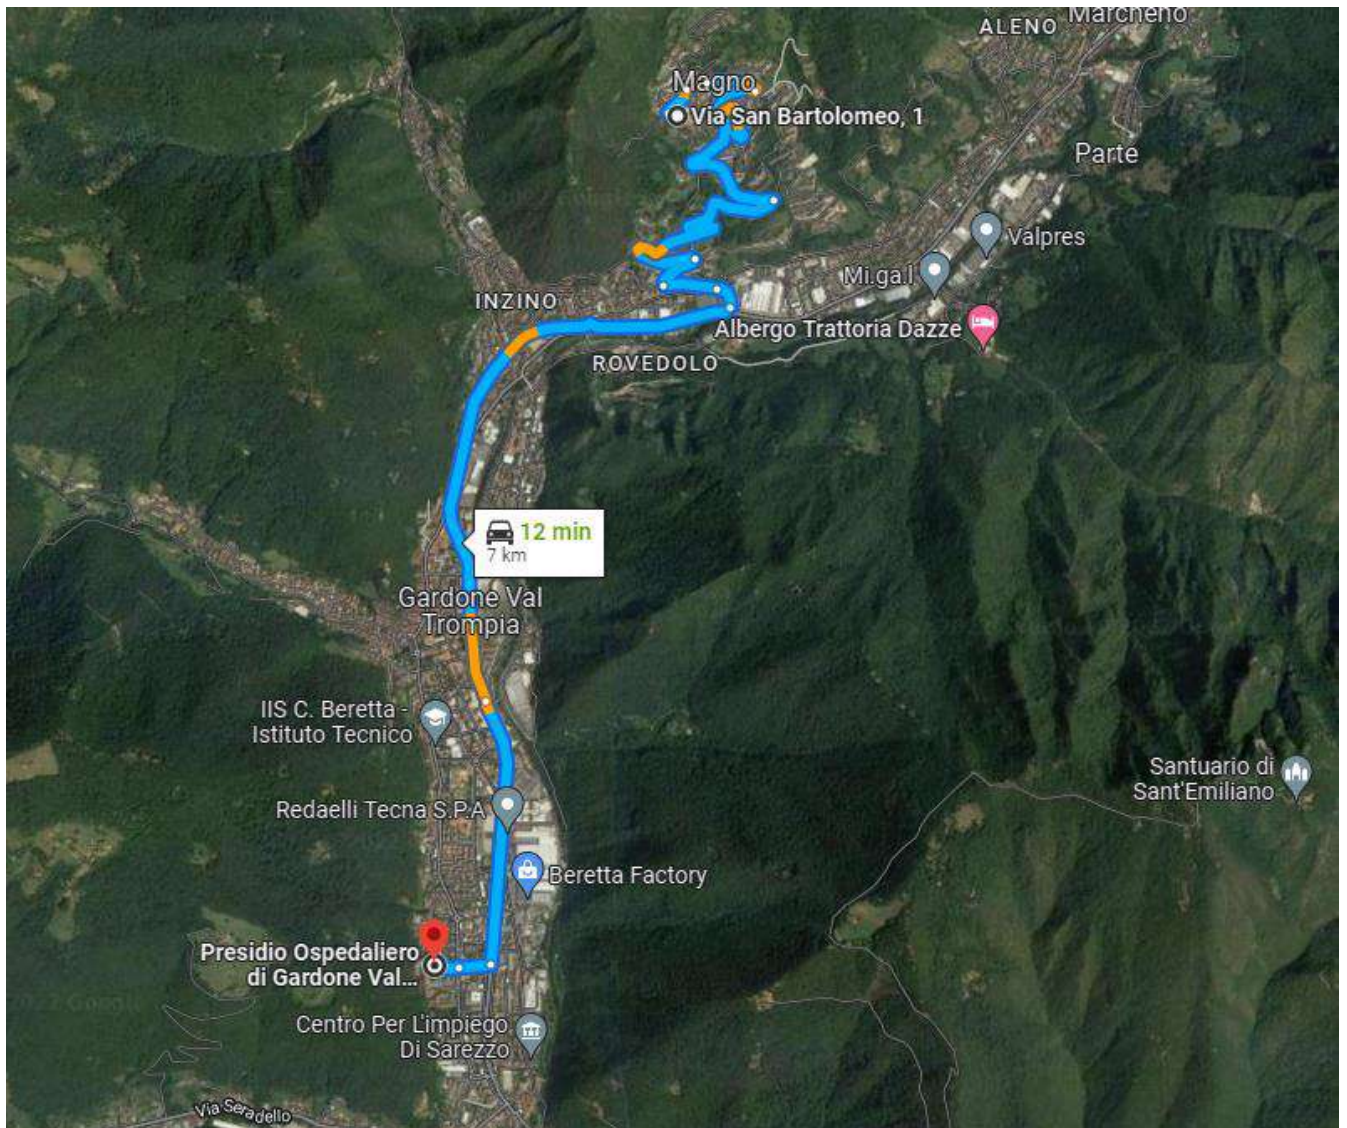 Marcheno
ALENO
Magno
Via San Bartolomeo, 1
Parte
Valpres
Mi.ga.l
INZINO
Albergo Trattoria Dazze
ROVEDOLO
12 min
7 km
Gardone Val
Trompia
IIS C. Beretta -
Istituto Tecnico
Santuario di
Sant'Emiliano
Redaelli Tecna S.P.A
Beretta Factory
Presidio Ospedaliero
di Gardone Val...
Centro Per L'impiego
Di Sarezzo
Via Seradello